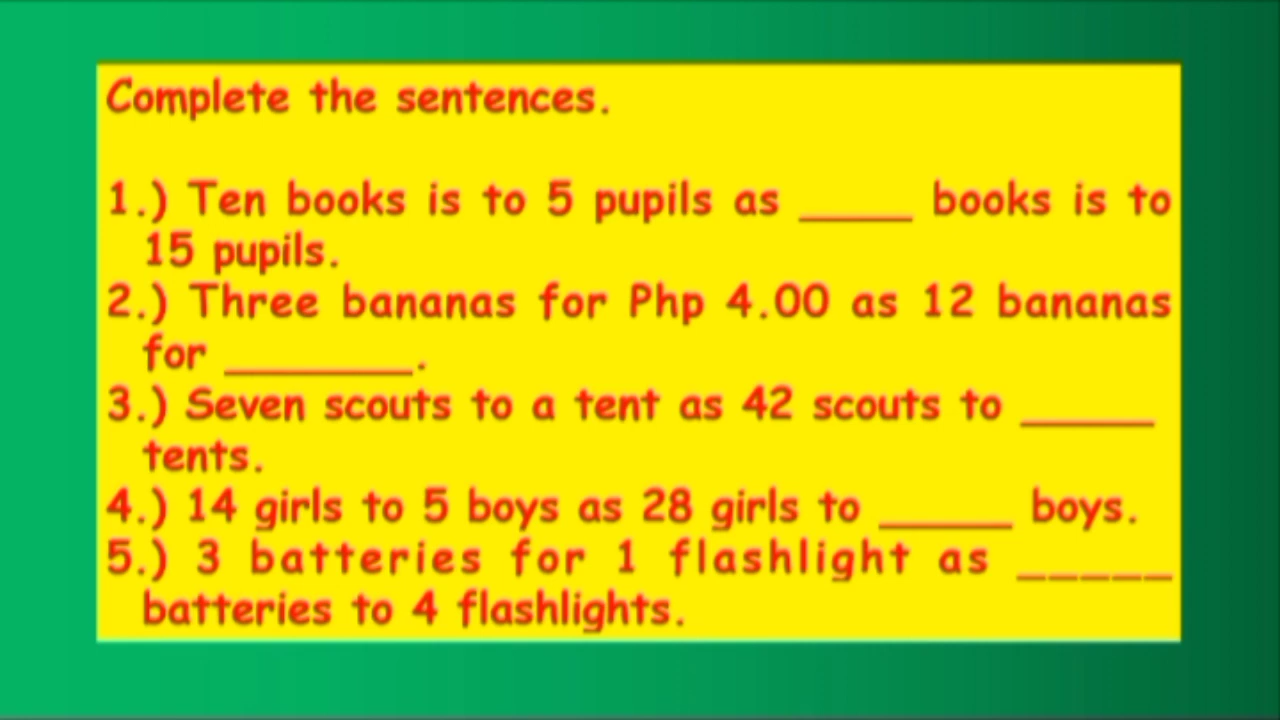 Complete the sentences.
1.) Ten books is to 5 pupils as _____ books is to
15 pupils.
2.) Three bananas for Php 4.00 as 12 bananas
for ________.
3.) Seven scouts to a tent as 42 scouts to ______
tents.
4.) 14 girls to 5 boys as 28 girls to ______ boys.
5.) 3 batteries for 1 flashlight as _____
batteries to 4 flashlights.